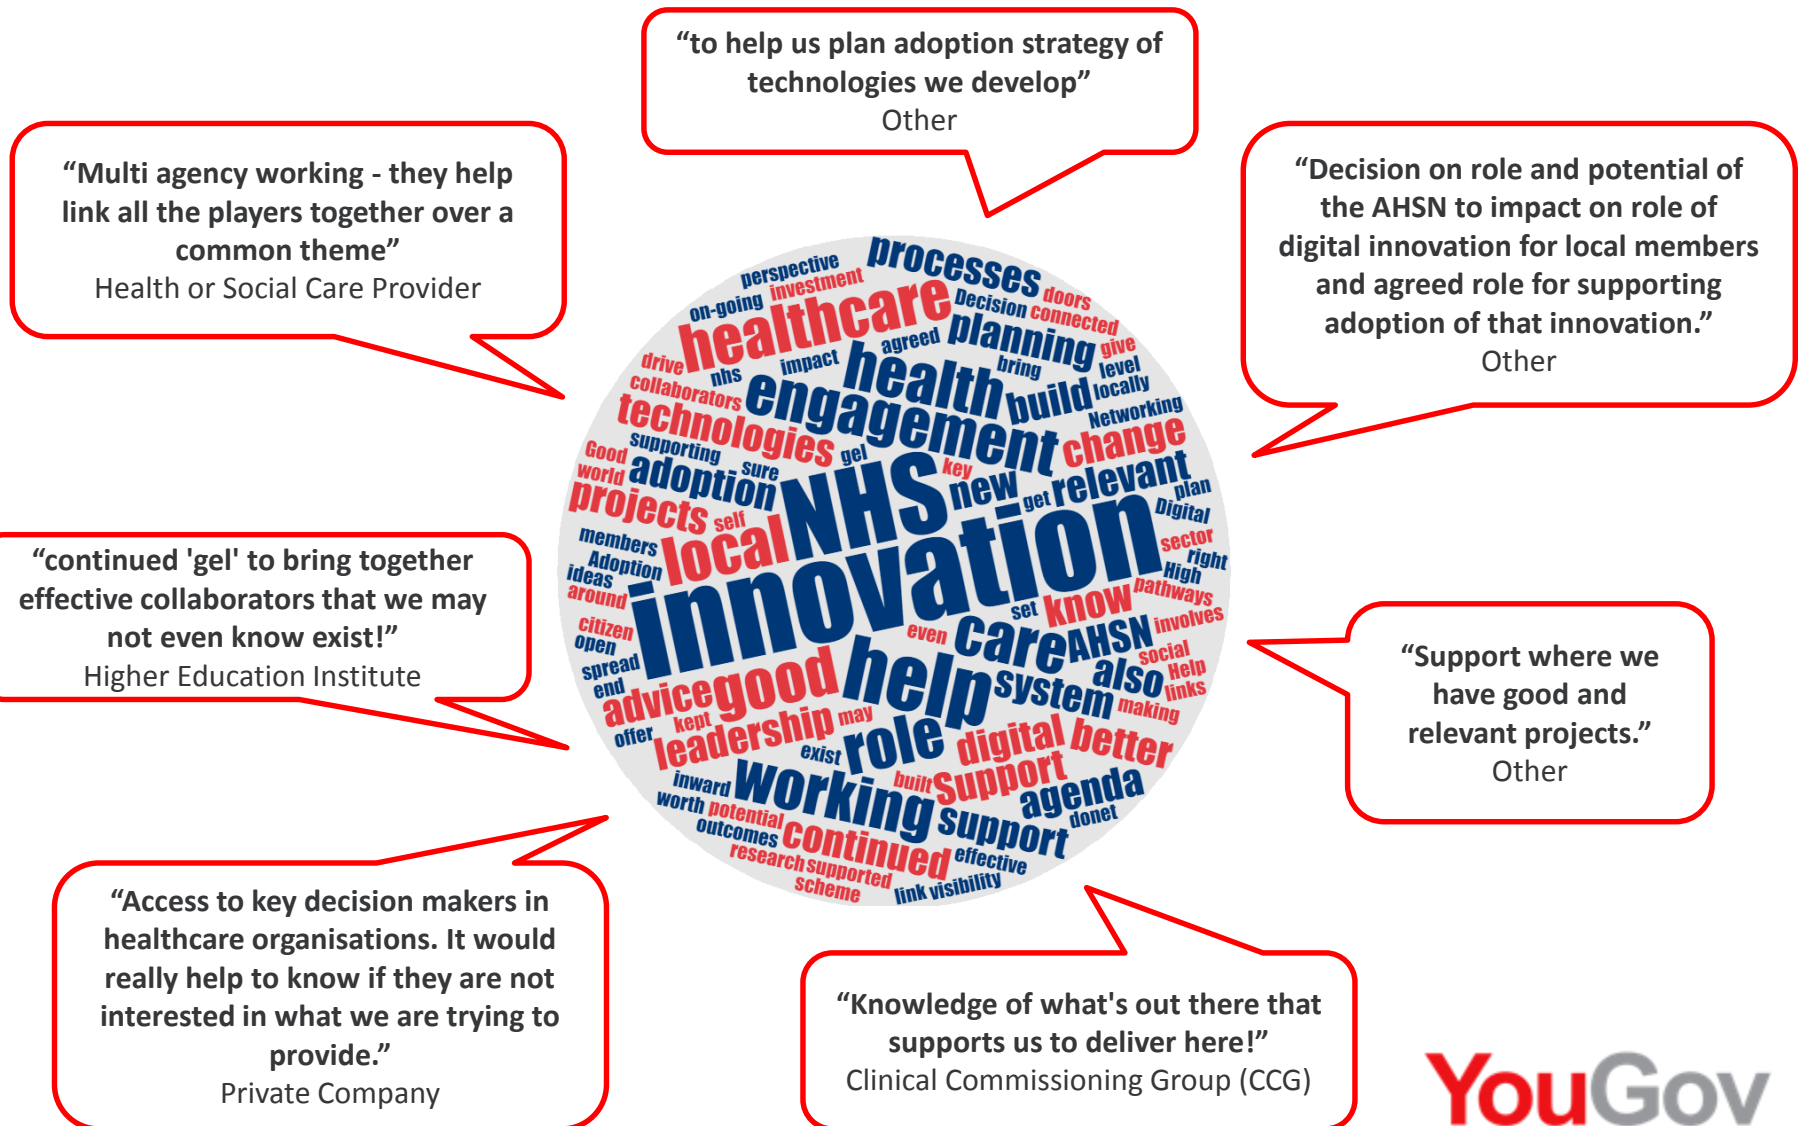 “to help us plan adoption strategy of
technologies we develop”
Other
“Multi agency working - they help
link all the players together over a
common theme”
Health or Social Care Provider
“Decision on role and potential of
the AHSN to impact on role of
digital innovation for local members
and agreed role for supporting
adoption of that innovation.”
Other
“continued 'gel' to bring together
effective collaborators that we may
not even know exist!”
Higher Education Institute
“Support where we
have good and
relevant projects.”
Other
“Access to key decision makers in
healthcare organisations. It would
really help to know if they are not
interested in what we are trying to
provide.”
Private Company
“Knowledge of what's out there that
supports us to deliver here!”
Clinical Commissioning Group (CCG)
perspective
processes
on-going
investment
healthcare
Decision
doors
connected
planning
give
drive
nhs
impact
agreed
health
bring
level
collaborators
engagement
build
locally
Networking
technologies
change
Good
supporting
gel
key
world
adoption
sure
NHS
new
get
relevant
plan
projects
self
Digital
members
local
innovation
sector
right
Adoption
High
ideas
around
set
know
pathways
citizen
even
care
AHSN
involves
open
social
spread
help
also
Help
end
advice
good
system
links
kept
making
offer
leadership
may
role
digital
better
exist
inward
working
built
Support
agenda
worth
potential
support
donet
outcomes
continued
effective
research
supported
scheme
link
visibility
YouGov